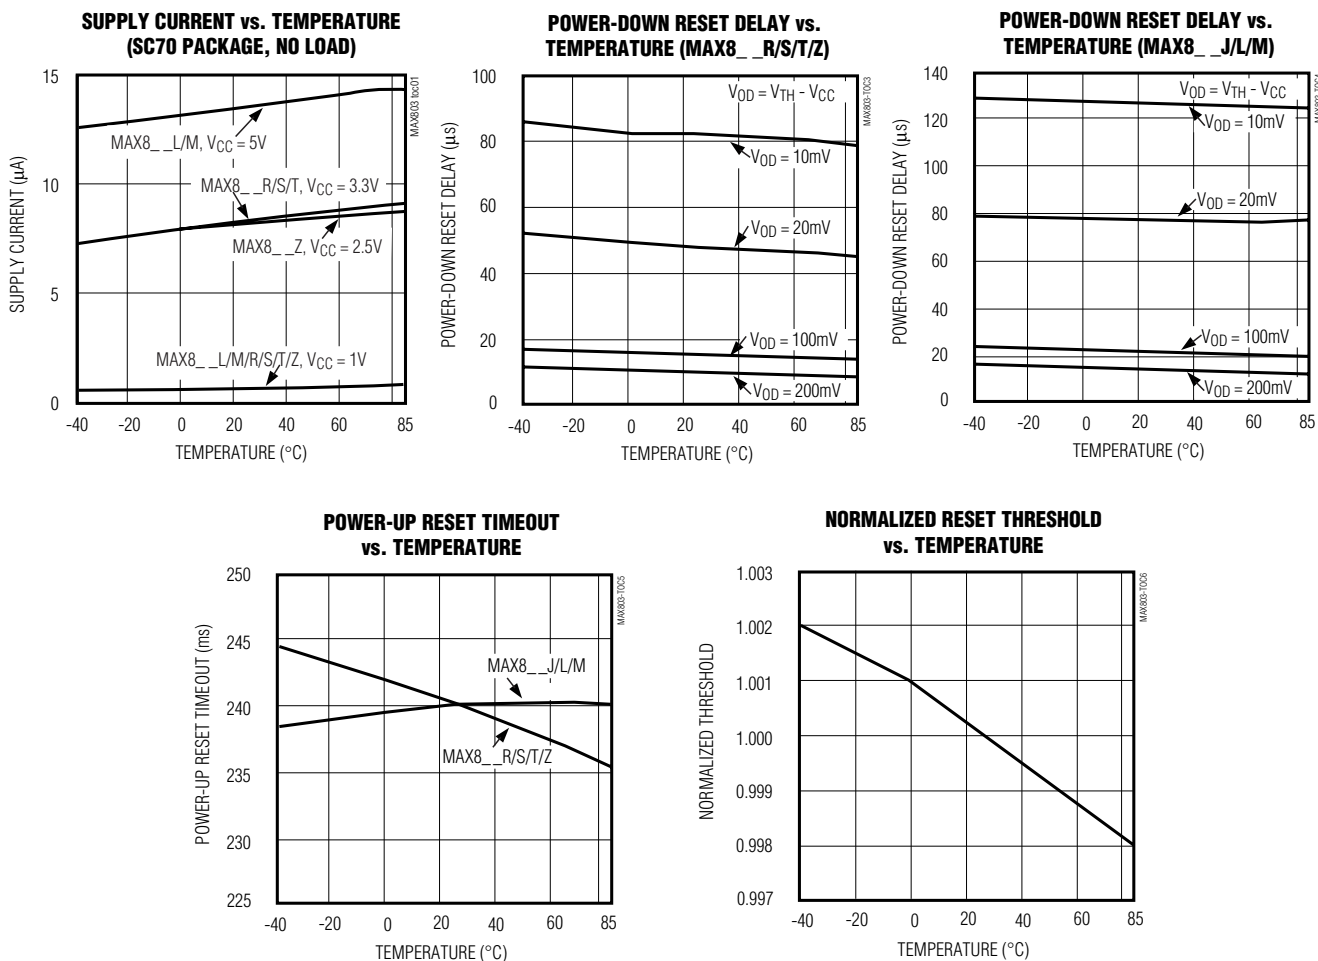 SUPPLY CURRENT vs. TEMPERATURE
(SC70 PACKAGE, NO LOAD)
15
10
5
0
SUPPLY CURRENT (μA)
MAX8_ _L/M, VCC = 5V
MAX8_ _R/S/T, VCC = 3.3V
MAX8_ _Z, VCC = 2.5V
MAX8_ _L/M/R/S/T/Z, VCC = 1V
MAX803 toc01
-40 -20 0 20 40 60 85
TEMPERATURE (°C)
POWER-DOWN RESET DELAY vs.
TEMPERATURE (MAX8_ _R/S/T/Z)
100
80
60
40
20
0
POWER-DOWN RESET DELAY (μs)
VOD = VTH - VCC
VOD = 10mV
VOD = 20mV
VOD = 100mV
VOD = 200mV
MAX803-TOC3
-40 -20 0 20 40 60 85
TEMPERATURE (°C)
POWER-DOWN RESET DELAY vs.
TEMPERATURE (MAX8_ _J/L/M)
140
120
100
80
60
40
20
0
POWER-DOWN RESET DELAY (μs)
VOD = VTH - VCC
VOD = 10mV
VOD = 20mV
VOD = 100mV
VOD = 200mV
-40 -20 0 20 40 60 85
TEMPERATURE (°C)
POWER-UP RESET TIMEOUT
vs. TEMPERATURE
250
245
240
235
230
225
POWER-UP RESET TIMEOUT (ms)
MAX8_ _J/L/M
MAX8_ _R/S/T/Z
MAX803-TOC5
-40 -20 0 20 40 60 85
TEMPERATURE (°C)
NORMALIZED RESET THRESHOLD
vs. TEMPERATURE
1.003
1.002
1.001
1.000
0.999
0.998
0.997
NORMALIZED THRESHOLD
MAX803-TOC6
-40 -20 0 20 40 60 85
TEMPERATURE (°C)